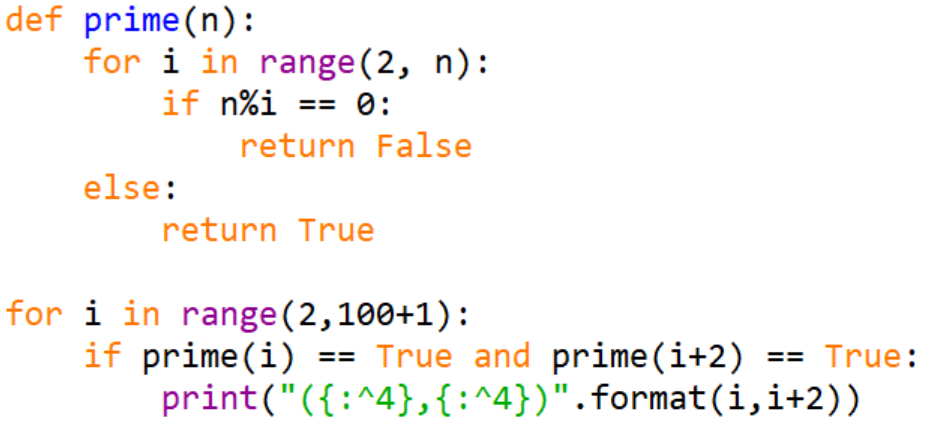 def prime(n):
    for i in range(2, n):
        if n%i == 0:
            return False
    else:
        return True

for i in range(2,100+1):
    if prime(i) == True and prime(i+2) == True:
        print("({:^4},{:^4})".format(i,i+2))